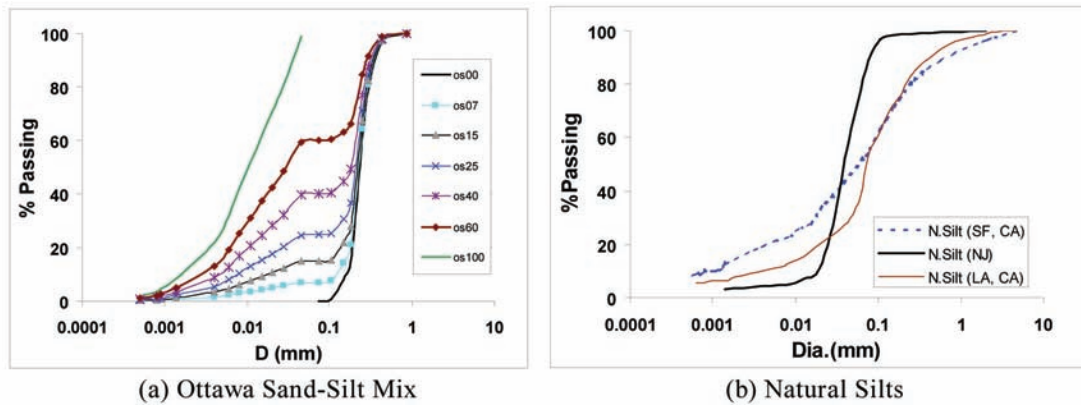 100
80
60
40
20
0
% Passing
0.0001
0.001
0.01
0.1
1
10
D (mm)
os00
os07
os15
os25
os40
os60
os100
(a) Ottawa Sand-Silt Mix
100
80
60
40
20
0
%Passing
0.0001
0.001
0.01
0.1
1
10
Dia.(mm)
N.Silt (SF, CA)
N.Silt (NJ)
N.Silt (LA, CA)
(b) Natural Silts